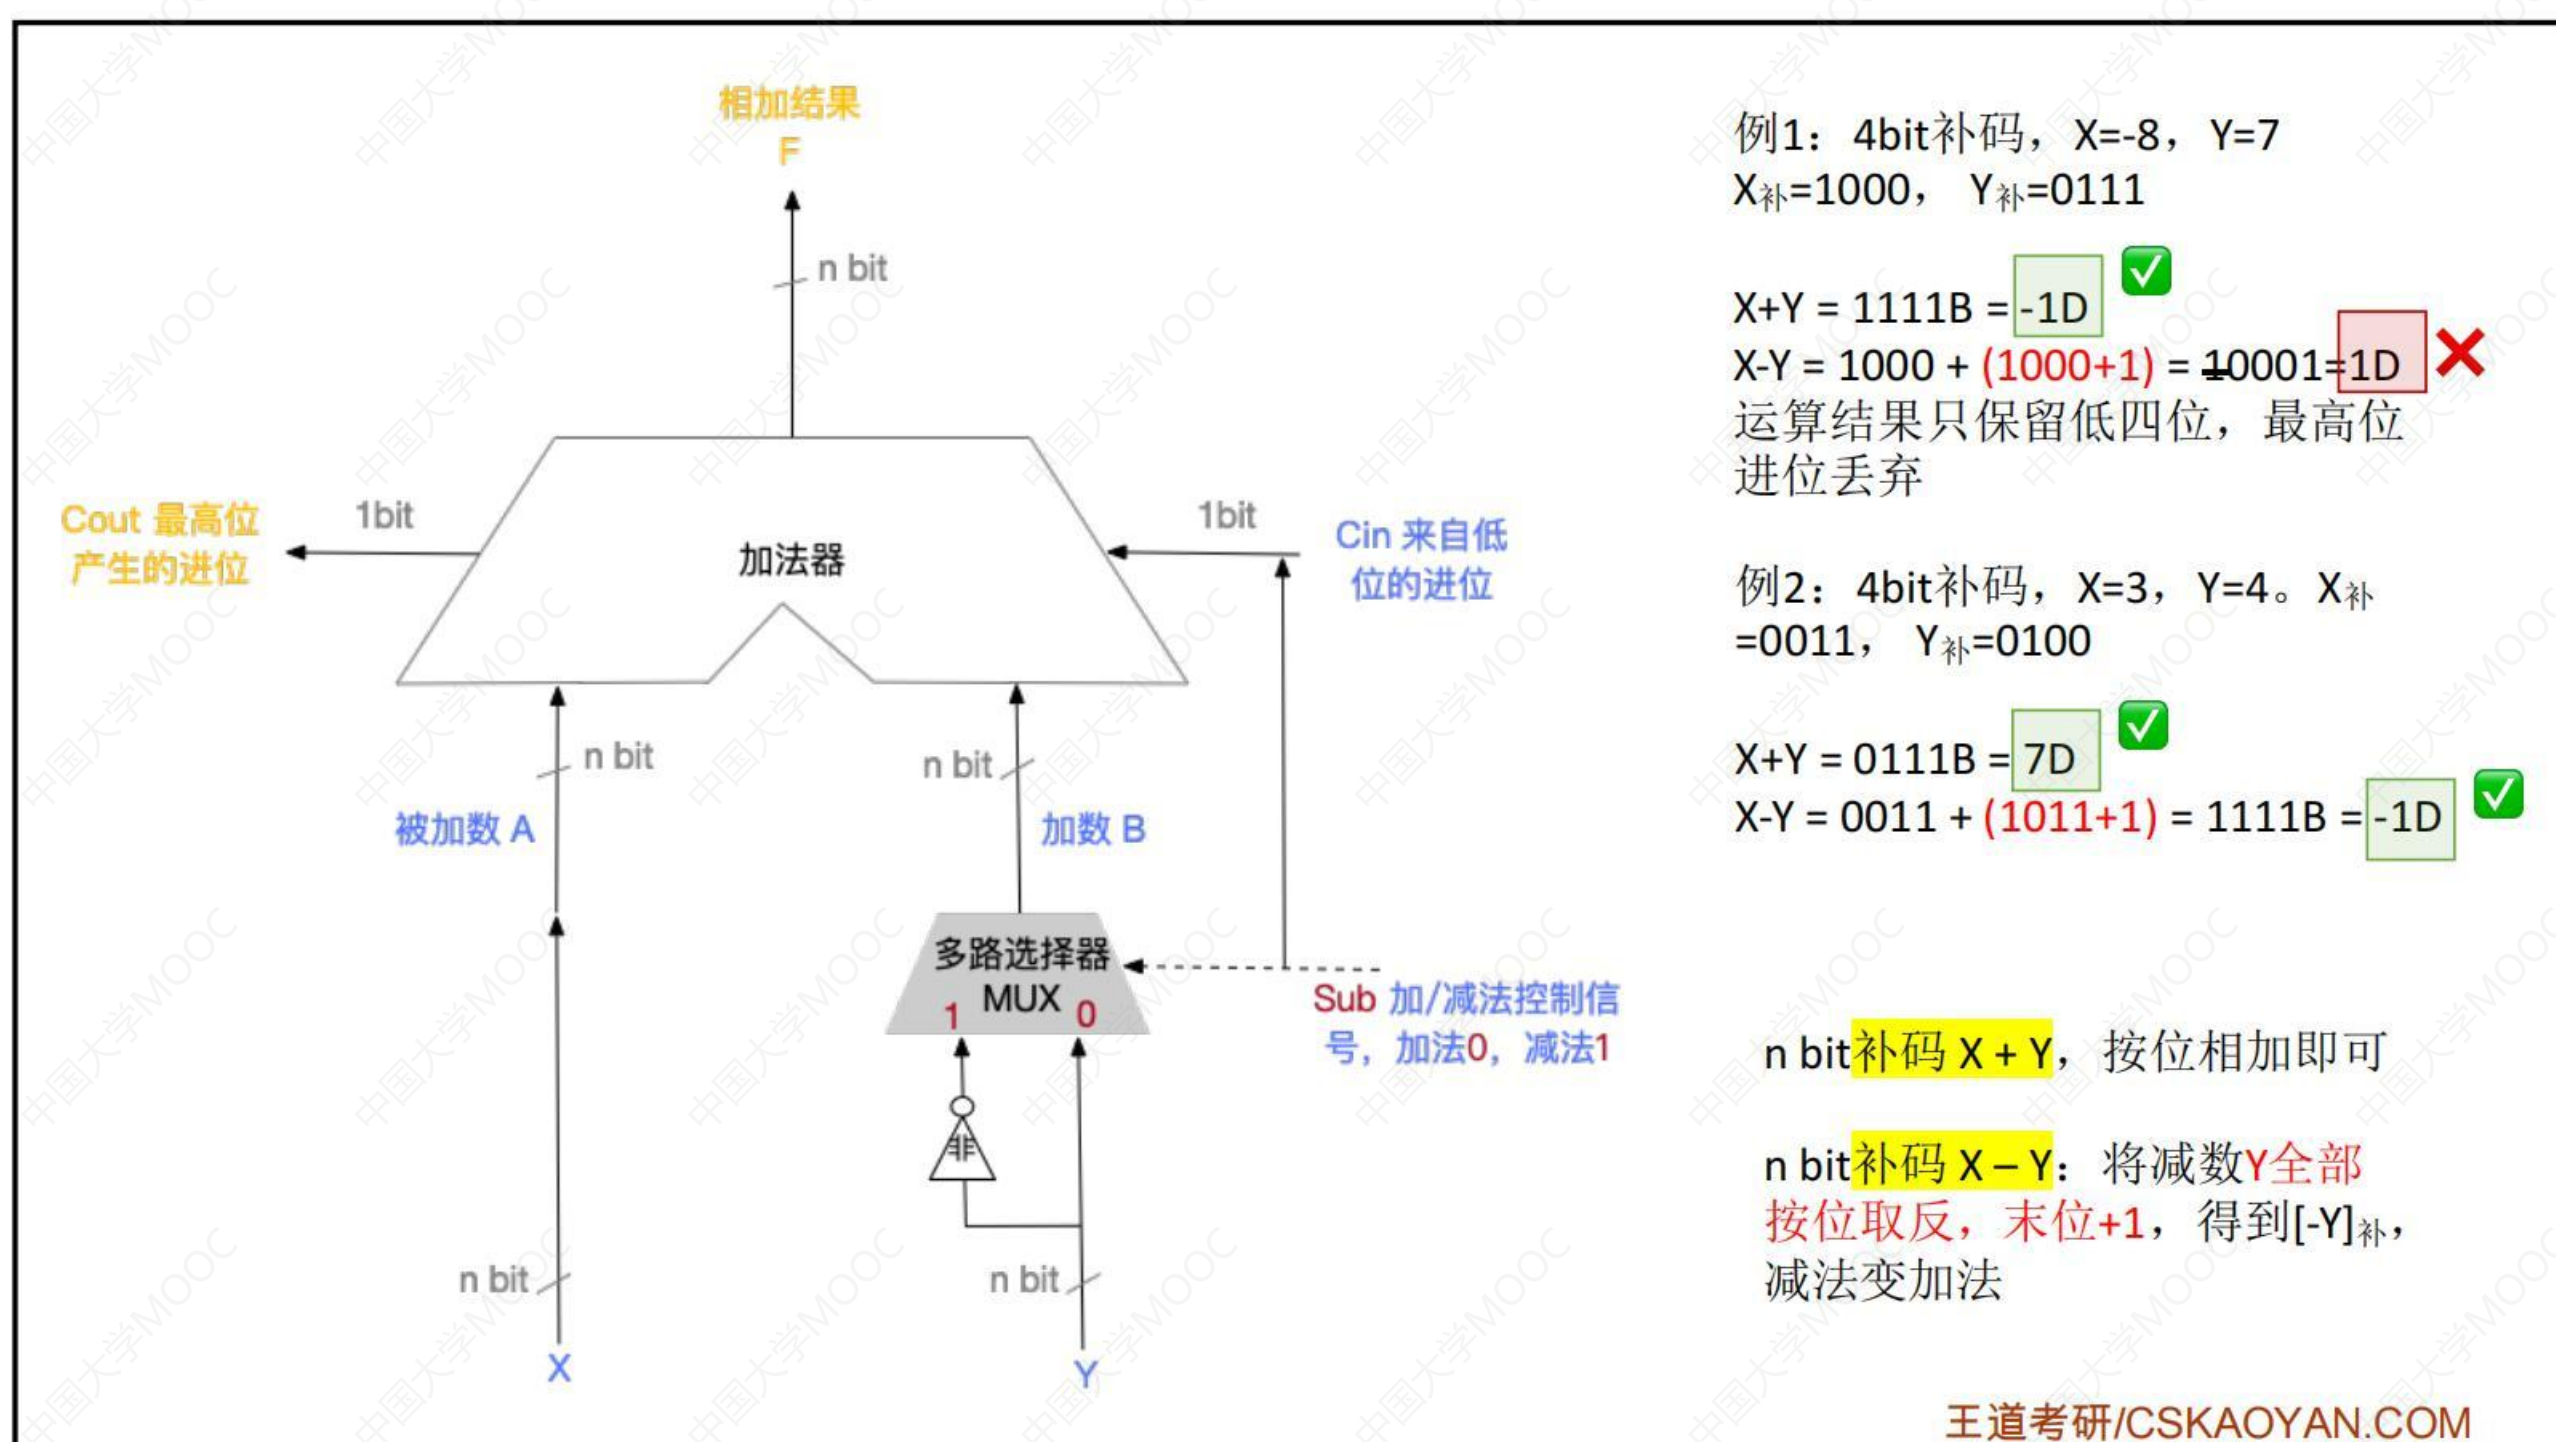 相加结果
F
n bit
Cout 最高位
产生的进位
1bit
加法器
1bit
Cin 来自低
位的进位
n bit
n bit
被加数 A
加数 B
多路选择器
MUX
1
0
Sub 加/减法控制信
号，加法0，减法1
非
n bit
n bit
X
Y
例1：4bit补码，X=-8，Y=7
X补=1000， Y补=0111
X+Y = 1111B = -1D
X-Y = 1000 + (1000+1) = 10001=1D
运算结果只保留低四位，最高位
进位丢弃
例2：4bit补码，X=3，Y=4。X补
=0011， Y补=0100
X+Y = 0111B = 7D
X-Y = 0011 + (1011+1) = 1111B = -1D
n bit补码 X + Y，按位相加即可
n bit补码 X – Y：将减数Y全部
按位取反，末位+1，得到[-Y]补，
减法变加法
王道考研/CSKAOYAN.COM
中国大学MOOC